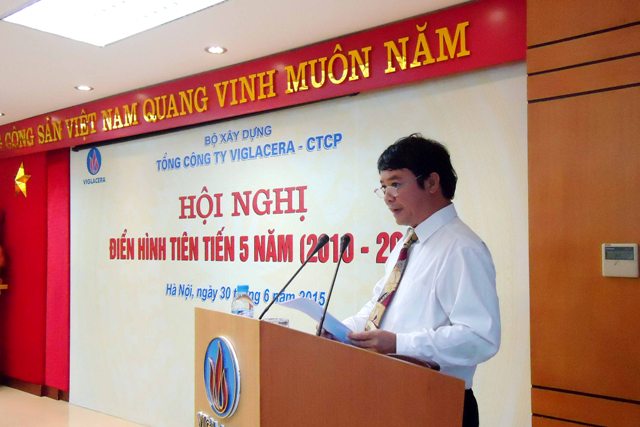 CÔNG SẢN VIỆT NAM QUANG VINH MUÔN NĂM
BỘ XÂY DỰNG
TỔNG CÔNG TY VIGLACERA - CTCP
VIGLACERA
HỘI NGHỊ
ĐIỂN HÌNH TIÊN TIẾN 5 NĂM (2010 - 20
Hà Nội, ngày 30 tháng 6 năm 2015